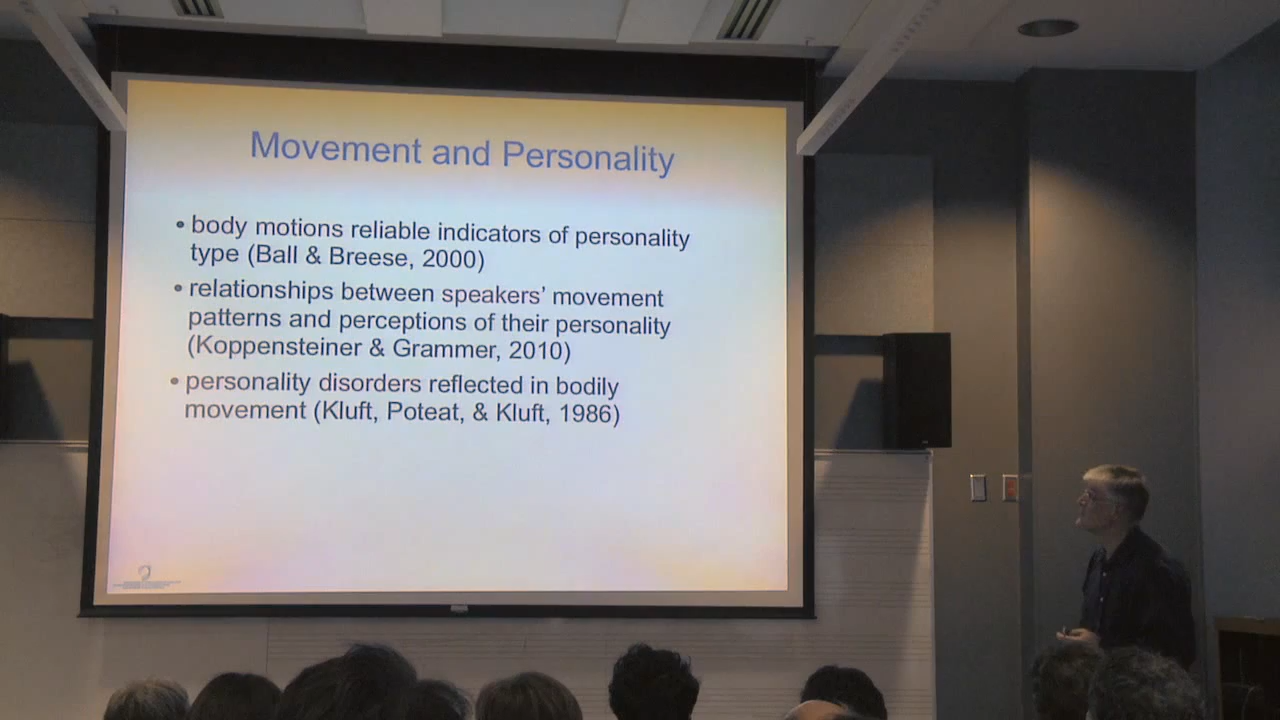 Movement and Personality
• body motions reliable indicators of personality
type (Ball & Breese, 2000)
• relationships between speakers’ movement
patterns and perceptions of their personality
(Koppensteiner & Grammer, 2010)
• personality disorders reflected in bodily
movement (Kluft, Poteat, & Kluft, 1986)